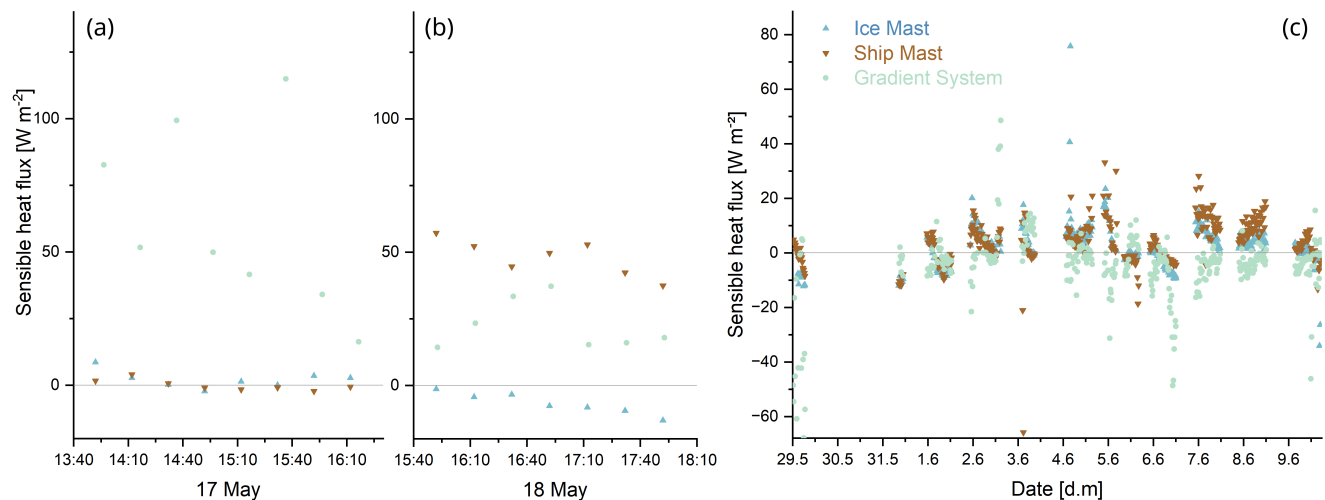 (a)
Sensible heat flux [W m⁻²]
100
50
0
13:40 14:10 14:40 15:10 15:40 16:10
17 May
(b)
100
50
0
15:40 16:10 16:40 17:10 17:40 18:10
18 May
(c)
Ice Mast
Ship Mast
Gradient System
Sensible heat flux [W m⁻²]
80
60
40
20
0
−20
−40
−60
29.5 30.5 31.5 1.6 2.6 3.6 4.6 5.6 6.6 7.6 8.6 9.6
Date [d.m]